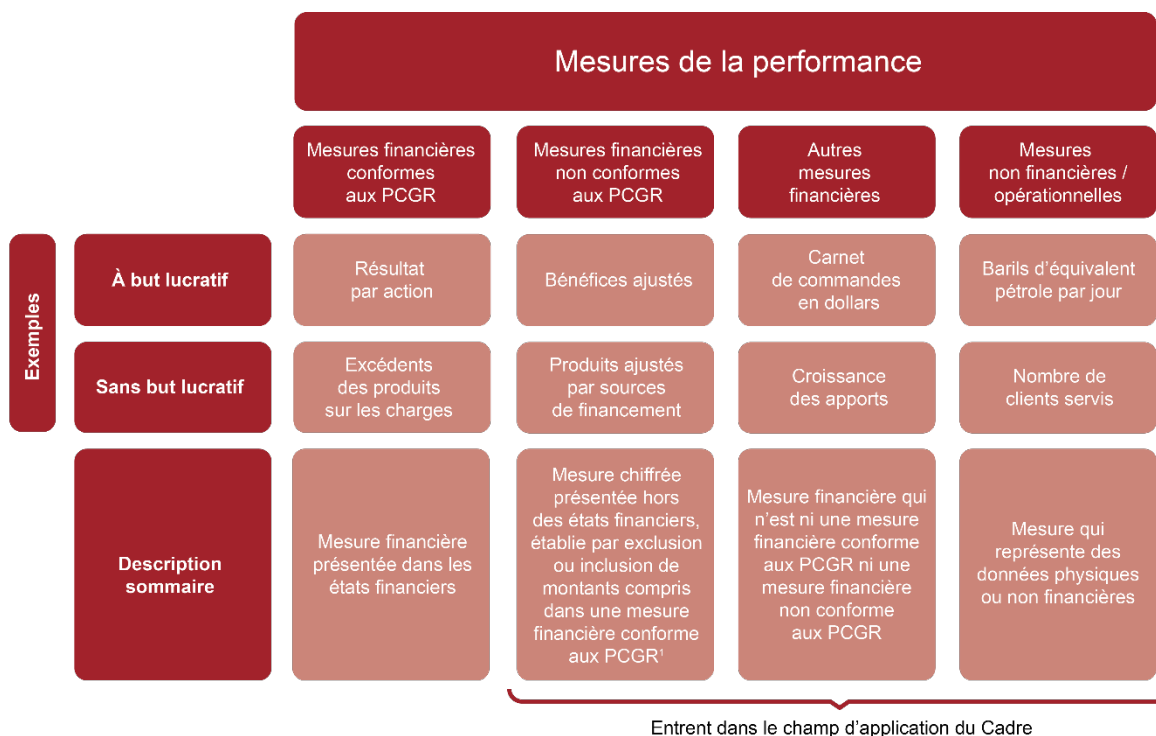 Mesures de la performance
Mesures financières
conformes
aux PCGR
Mesures financières
non conformes
aux PCGR
Autres
mesures
financières
Mesures
non financières /
opérationnelles
Exemples
À but lucratif
Résultat
par action
Bénéfices ajustés
Carnet
de commandes
en dollars
Barils d’équivalent
pétrole par jour
Sans but lucratif
Excédents
des produits
sur les charges
Produits ajustés
par sources
de financement
Croissance
des apports
Nombre de
clients servis
Description
sommaire
Mesure financière
présentée dans les
états financiers
Mesure chiffrée
présentée hors
des états financiers,
établie par exclusion
ou inclusion de
montants compris
dans une mesure
financière conforme
aux PCGR¹
Mesure financière qui
n’est ni une mesure
financière conforme
aux PCGR ni une
mesure financière
non conforme
aux PCGR
Mesure qui
représente des
données physiques
ou non financières
Entrent dans le champ d’application du Cadre